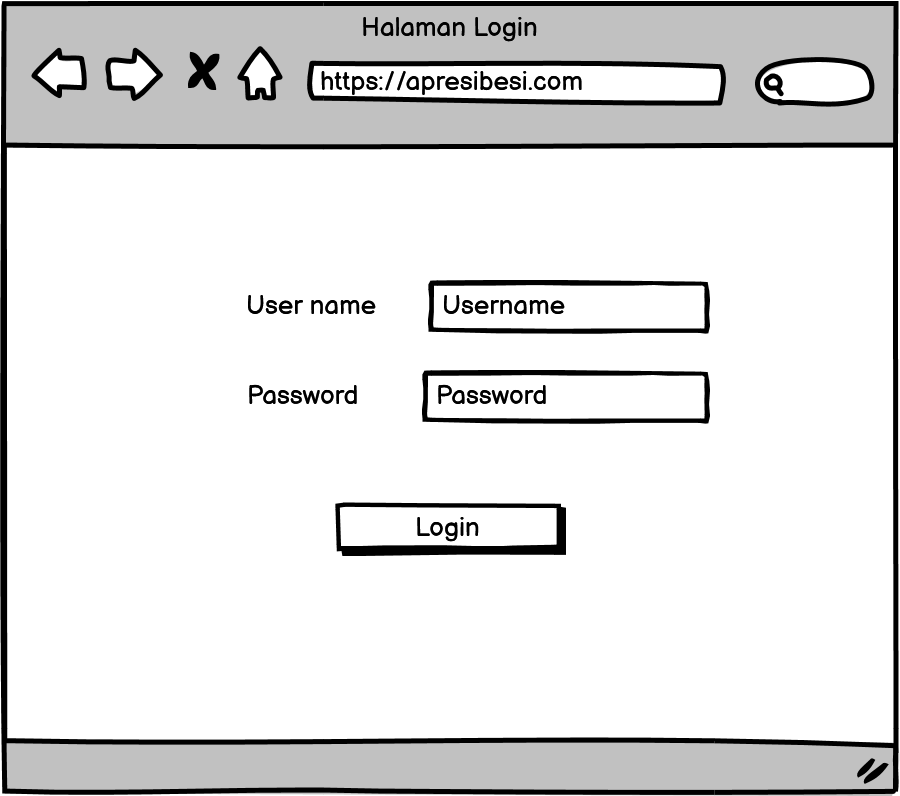 Halaman Login
https://apresibesi.com
User name Username
Password Password
Login